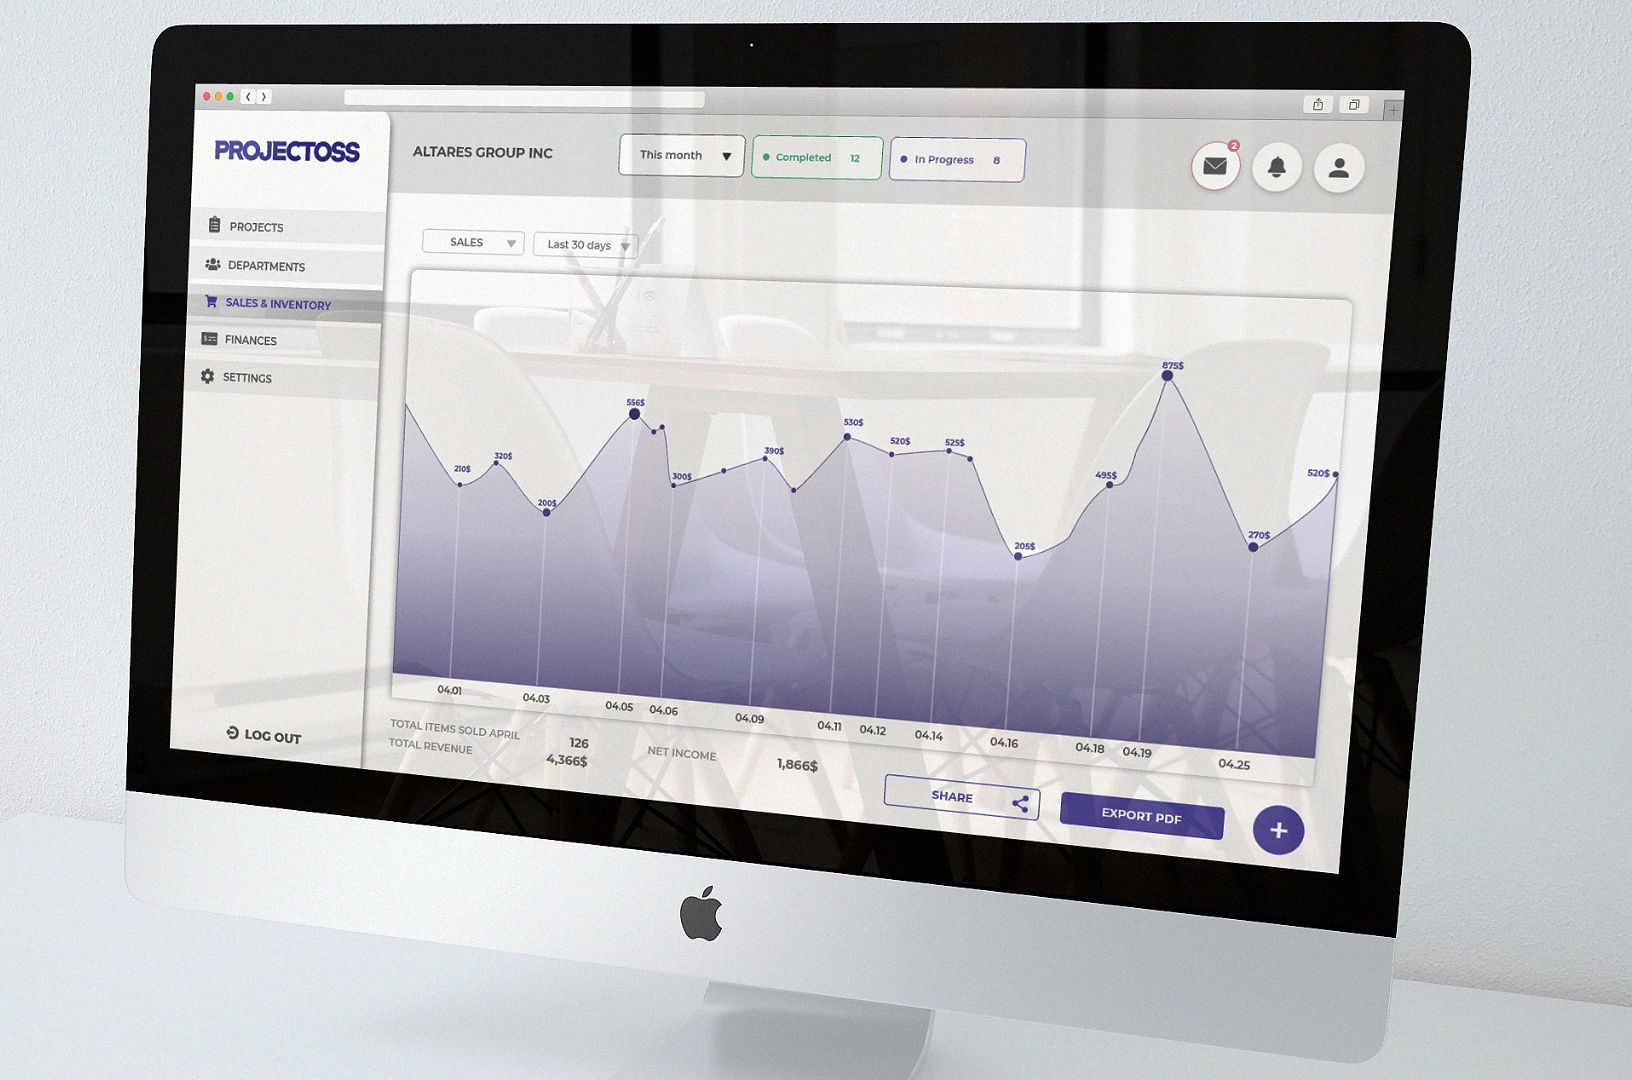 PROJECTOSS
ALTARES GROUP INC
This month
Completed 12
In Progress 8
2
PROJECTS
DEPARTMENTS
SALES & INVENTORY
FINANCES
SETTINGS
LOG OUT
SALES
Last 30 days
210$
320$
200$
556$
300$
390$
530$
520$
525$
205$
495$
875$
270$
520$
04.01
04.03
04.05
04.06
04.09
04.11
04.12
04.14
04.16
04.18
04.19
04.25
TOTAL ITEMS SOLD APRIL 126
TOTAL REVENUE 4,366$
NET INCOME 1,866$
SHARE
EXPORT PDF
+